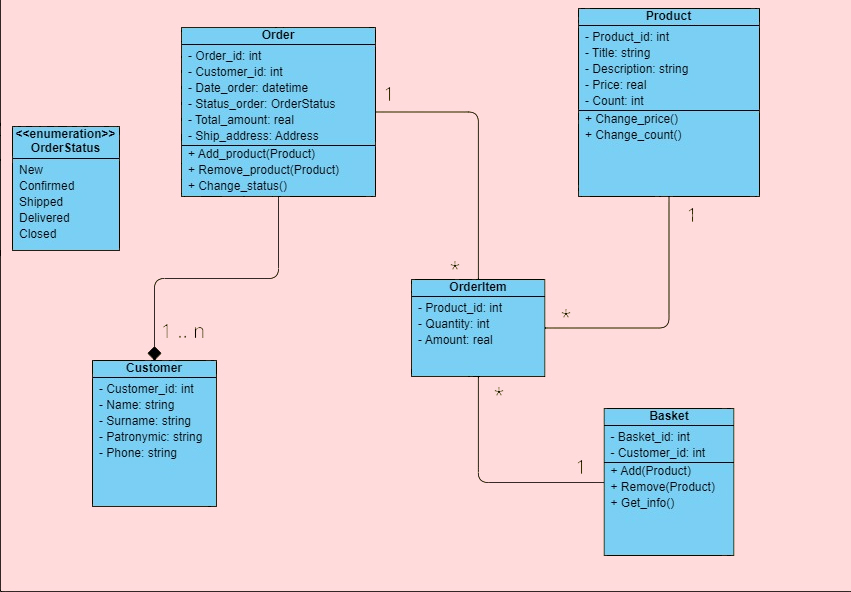 Order
- Order_id: int
- Customer_id: int
- Date_order: datetime
- Status_order: OrderStatus
- Total_amount: real
- Ship_address: Address
+ Add_product(Product)
+ Remove_product(Product)
+ Change_status()
Product
- Product_id: int
- Title: string
- Description: string
- Price: real
- Count: int
+ Change_price()
+ Change_count()
<<enumeration>>
OrderStatus
New
Confirmed
Shipped
Delivered
Closed
1
1
*
*
OrderItem
- Product_id: int
- Quantity: int
- Amount: real
1 .. n
Customer
- Customer_id: int
- Name: string
- Surname: string
- Patronymic: string
- Phone: string
*
1
Basket
- Basket_id: int
- Customer_id: int
+ Add(Product)
+ Remove(Product)
+ Get_info()